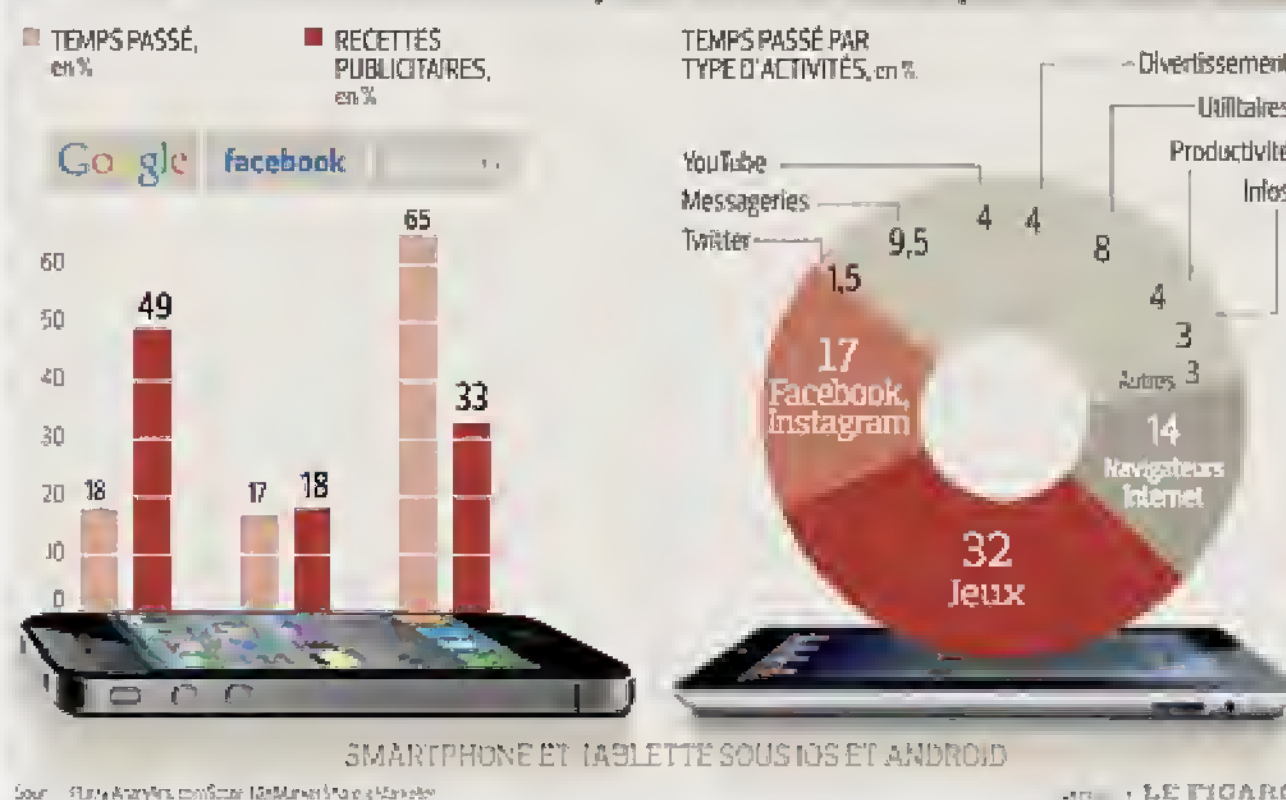 TEMPS PASSÉ,
en %
RECETTES
PUBLICITAIRES,
en %
Google facebook
60
50
40
30
20
10
0
18
49
17
18
65
33
TEMPS PASSÉ PAR
TYPE D'ACTIVITÉS, en %
Divertissement
Utilitaires
Productivité
Infos
YouTube
Messageries
Twitter
4
4
8
9,5
1,5
4
3
Autres 3
17
Facebook,
Instagram
14
Navigateurs
Internet
32
Jeux
SMARTPHONE ET TABLETTE SOUS IOS ET ANDROID
LE FIGARO